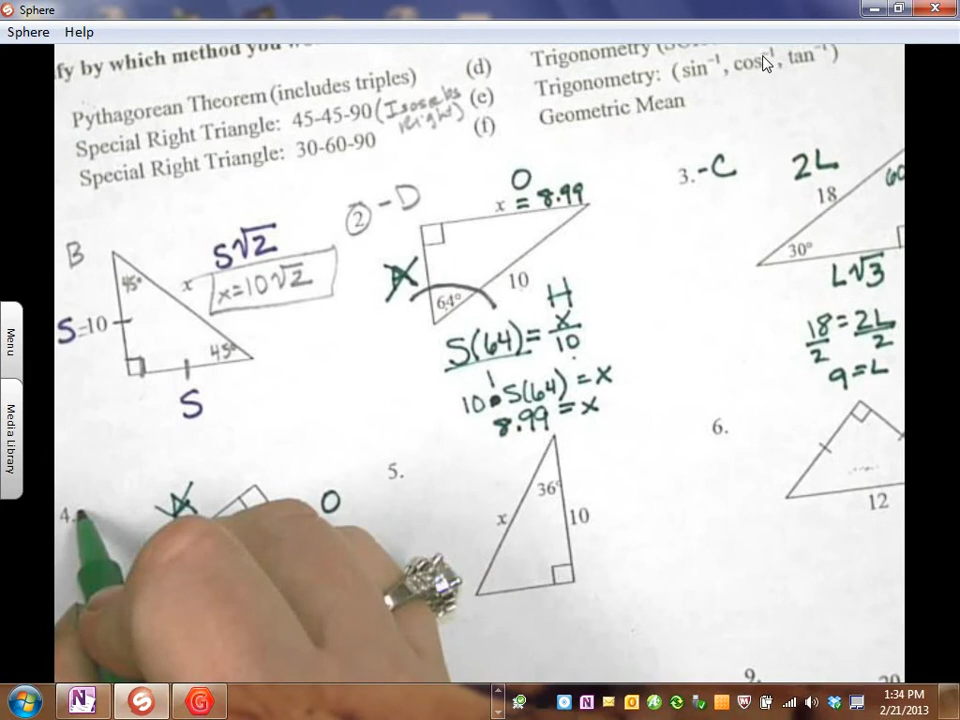 Sphere
Sphere Help
fy by which method you
Pythagorean Theorem (includes triples)
Special Right Triangle: 45-45-90 (Isosceles Right)
Special Right Triangle: 30-60-90
(d)
(e)
(f)
Trigonometry
Trigonometry: (sin⁻¹, cos⁻¹, tan⁻¹)
Geometric Mean
B
45°
x
S√2
x=10√2
S=10
45°
S
② -D
O
x = 8.99
A
64°
10
H
S(64) = x/10
10 · S(64) = x
8.99 = x
3. -C
2L
18
60
30°
L√3
18/2 = 2L/2
9 = L
4.
A
O
5.
36°
x
10
6.
12
9.
20
Menu
Media Library
1:34 PM
2/21/2013